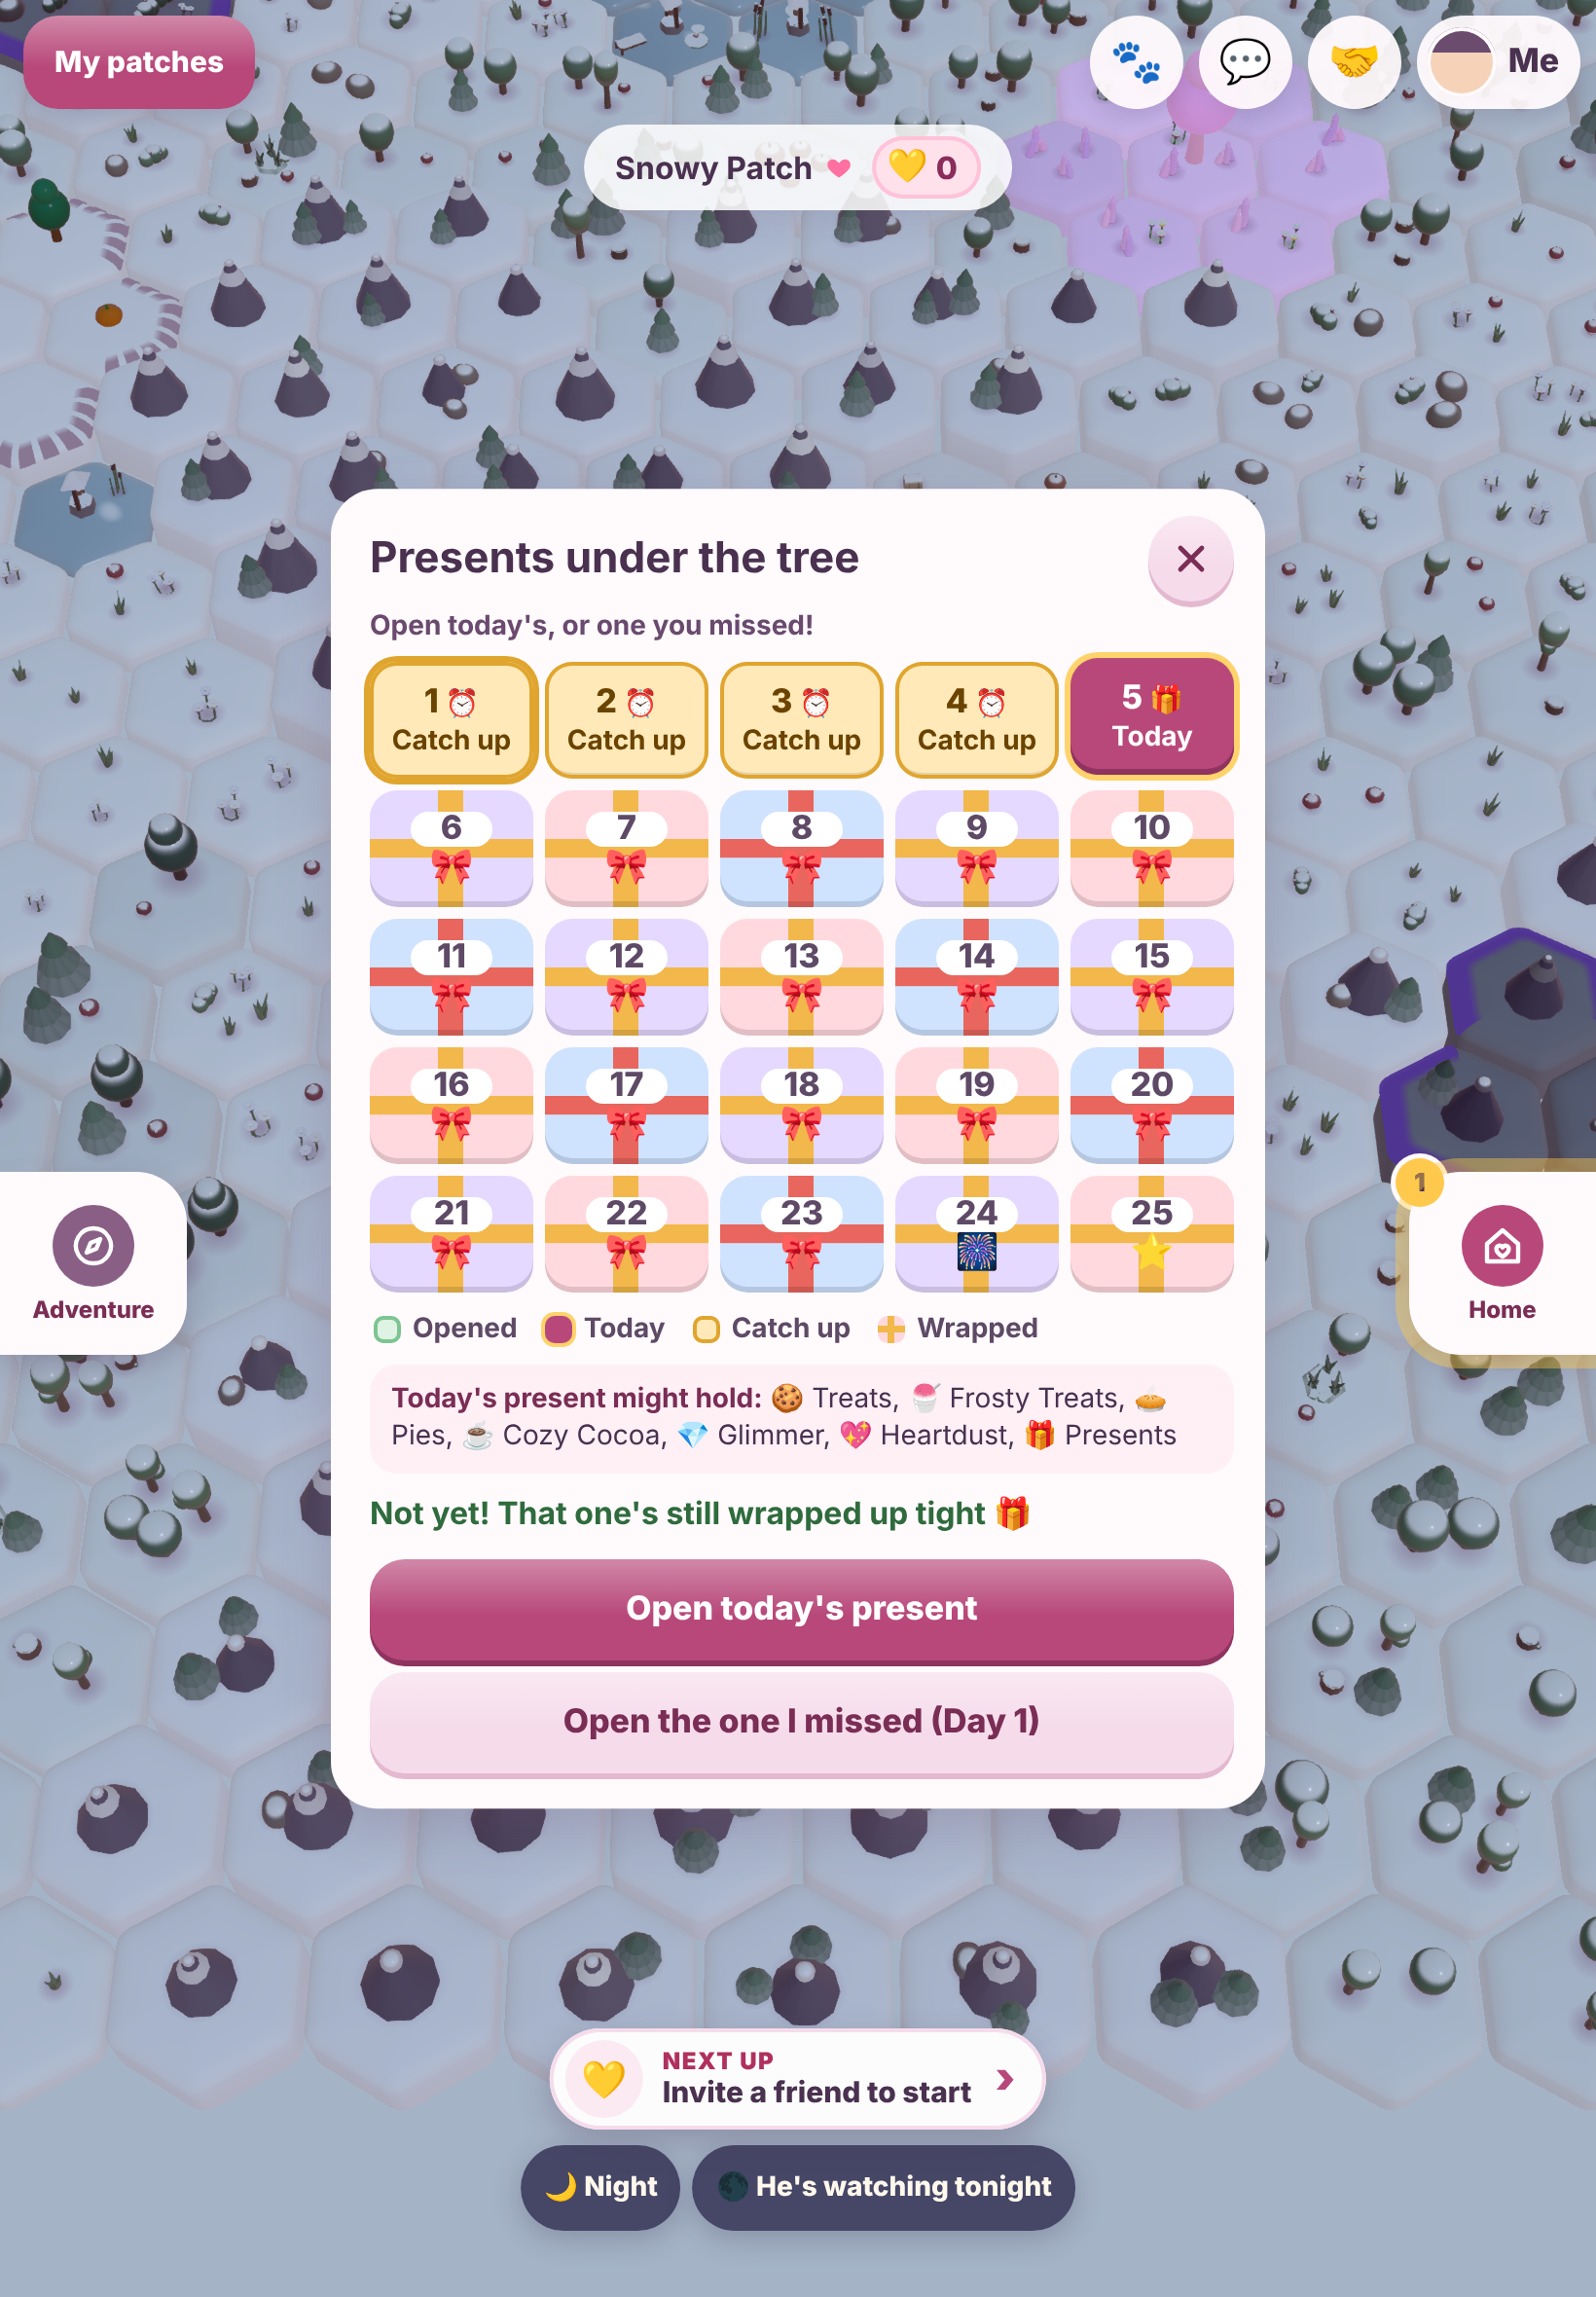 My patches
Me
Snowy Patch 💛 0
Presents under the tree
Open today's, or one you missed!
1
Catch up
2
Catch up
3
Catch up
4
Catch up
5
Today
6
7
8
9
10
11
12
13
14
15
16
17
18
19
20
21
22
23
24
25
Opened
Today
Catch up
Wrapped
Today's present might hold: 🍪 Treats, 🍧 Frosty Treats, 🥧
Pies, ☕ Cozy Cocoa, 💎 Glimmer, 💖 Heartdust, 🎁 Presents
Not yet! That one's still wrapped up tight 🎁
Open today's present
Open the one I missed (Day 1)
Adventure
1
Home
NEXT UP
Invite a friend to start
🌙 Night
🌑 He's watching tonight